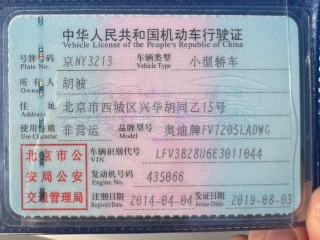 中华人民共和国机动车行驶证
Vehicle License of the People's Republic of China
号牌号码 京NY3213 车辆类型 小型轿车
Plate No. Vehicle Type
所有人 胡被
Owner
住址 北京市西城区兴华胡同乙15号
Address
使用性质 非营运 品牌型号 奥迪牌FV7205LADWG
Use Character Model
北京市公 车辆识别代号 LFV3B28U6E3011044
VIN
安局公安 发动机号码 435066
Engine No.
交通管理局 注册日期 2014-04-04 发证日期 2019-08-03
Register Date Issue Date